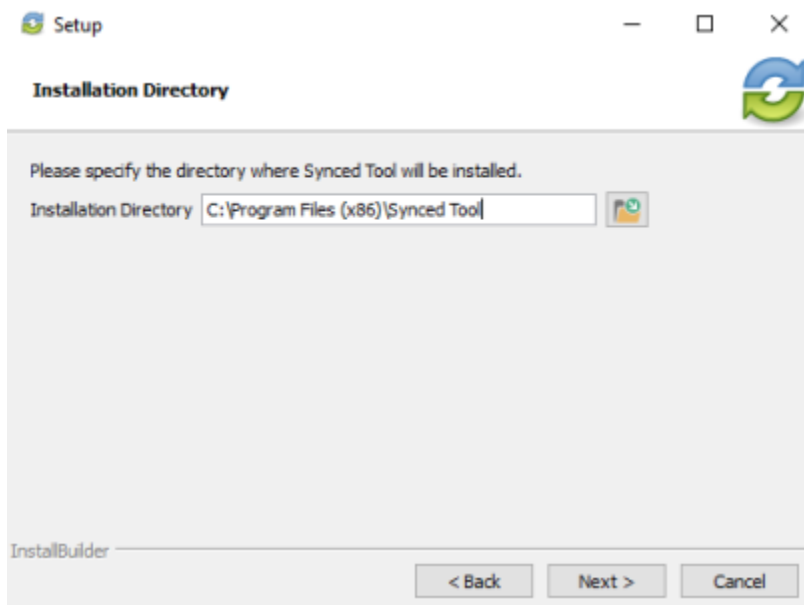 Setup
Installation Directory
Please specify the directory where Synced Tool will be installed.
Installation Directory C:\Program Files (x86)\Synced Tool
InstallBuilder
< Back Next > Cancel